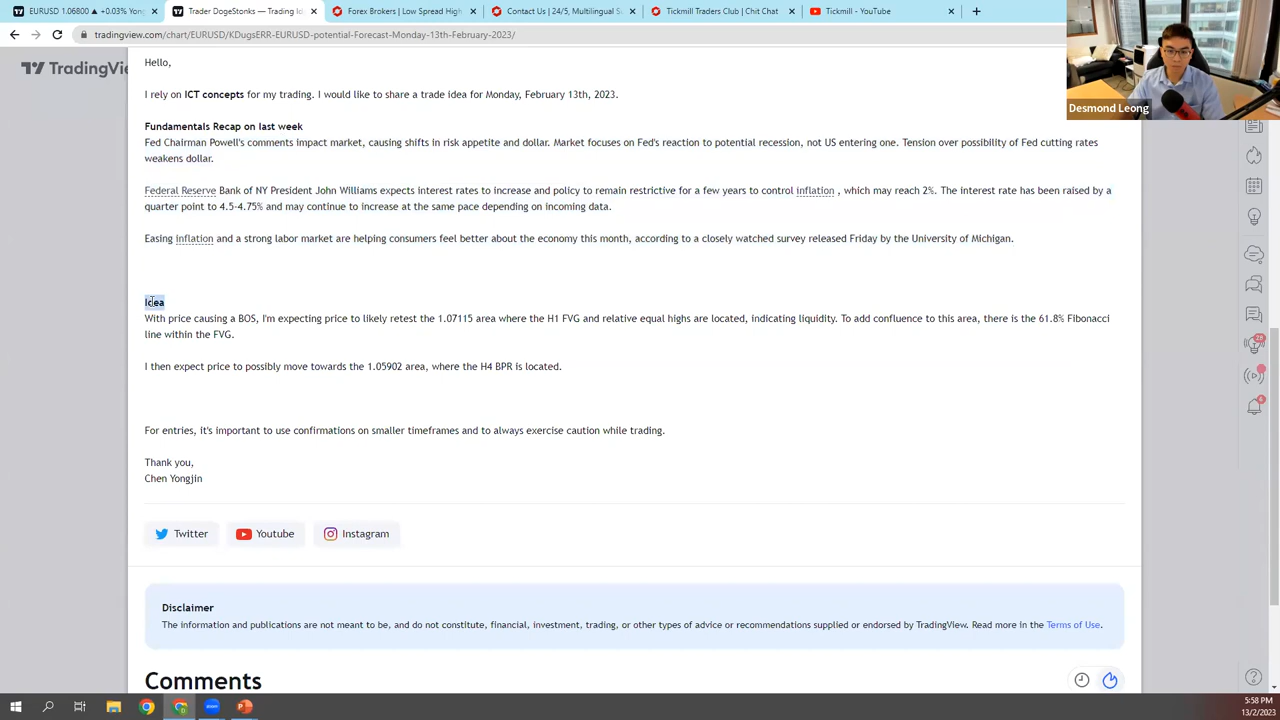 EURUSD 1.06800 ▲ +0.03% Yong
Trader DogeStonks — Trading Id
Forex Brokers | Low Spread High
Contact Us | 24/5, Multilingual Su
Tickmill Traders Club | Chit Chat
Tickmill - YouTube
tradingview.com/chart/EURUSD/KDugsERR-EURUSD-potential-Forecast-Monday-13th-February-2023/
Desmond Leong
TradingVie
Hello,
I rely on ICT concepts for my trading. I would like to share a trade idea for Monday, February 13th, 2023.
Fundamentals Recap on last week
Fed Chairman Powell's comments impact market, causing shifts in risk appetite and dollar. Market focuses on Fed's reaction to potential recession, not US entering one. Tension over possibility of Fed cutting rates
weakens dollar.
Federal Reserve Bank of NY President John Williams expects interest rates to increase and policy to remain restrictive for a few years to control inflation , which may reach 2%. The interest rate has been raised by a
quarter point to 4.5-4.75% and may continue to increase at the same pace depending on incoming data.
Easing inflation and a strong labor market are helping consumers feel better about the economy this month, according to a closely watched survey released Friday by the University of Michigan.
Idea
With price causing a BOS, I'm expecting price to likely retest the 1.07115 area where the H1 FVG and relative equal highs are located, indicating liquidity. To add confluence to this area, there is the 61.8% Fibonacci
line within the FVG.
I then expect price to possibly move towards the 1.05902 area, where the H4 BPR is located.
For entries, it's important to use confirmations on smaller timeframes and to always exercise caution while trading.
Thank you,
Chen Yongjin
Twitter Youtube Instagram
Disclaimer
The information and publications are not meant to be, and do not constitute, financial, investment, trading, or other types of advice or recommendations supplied or endorsed by TradingView. Read more in the Terms of Use.
Comments
5:58 PM
13/2/2023